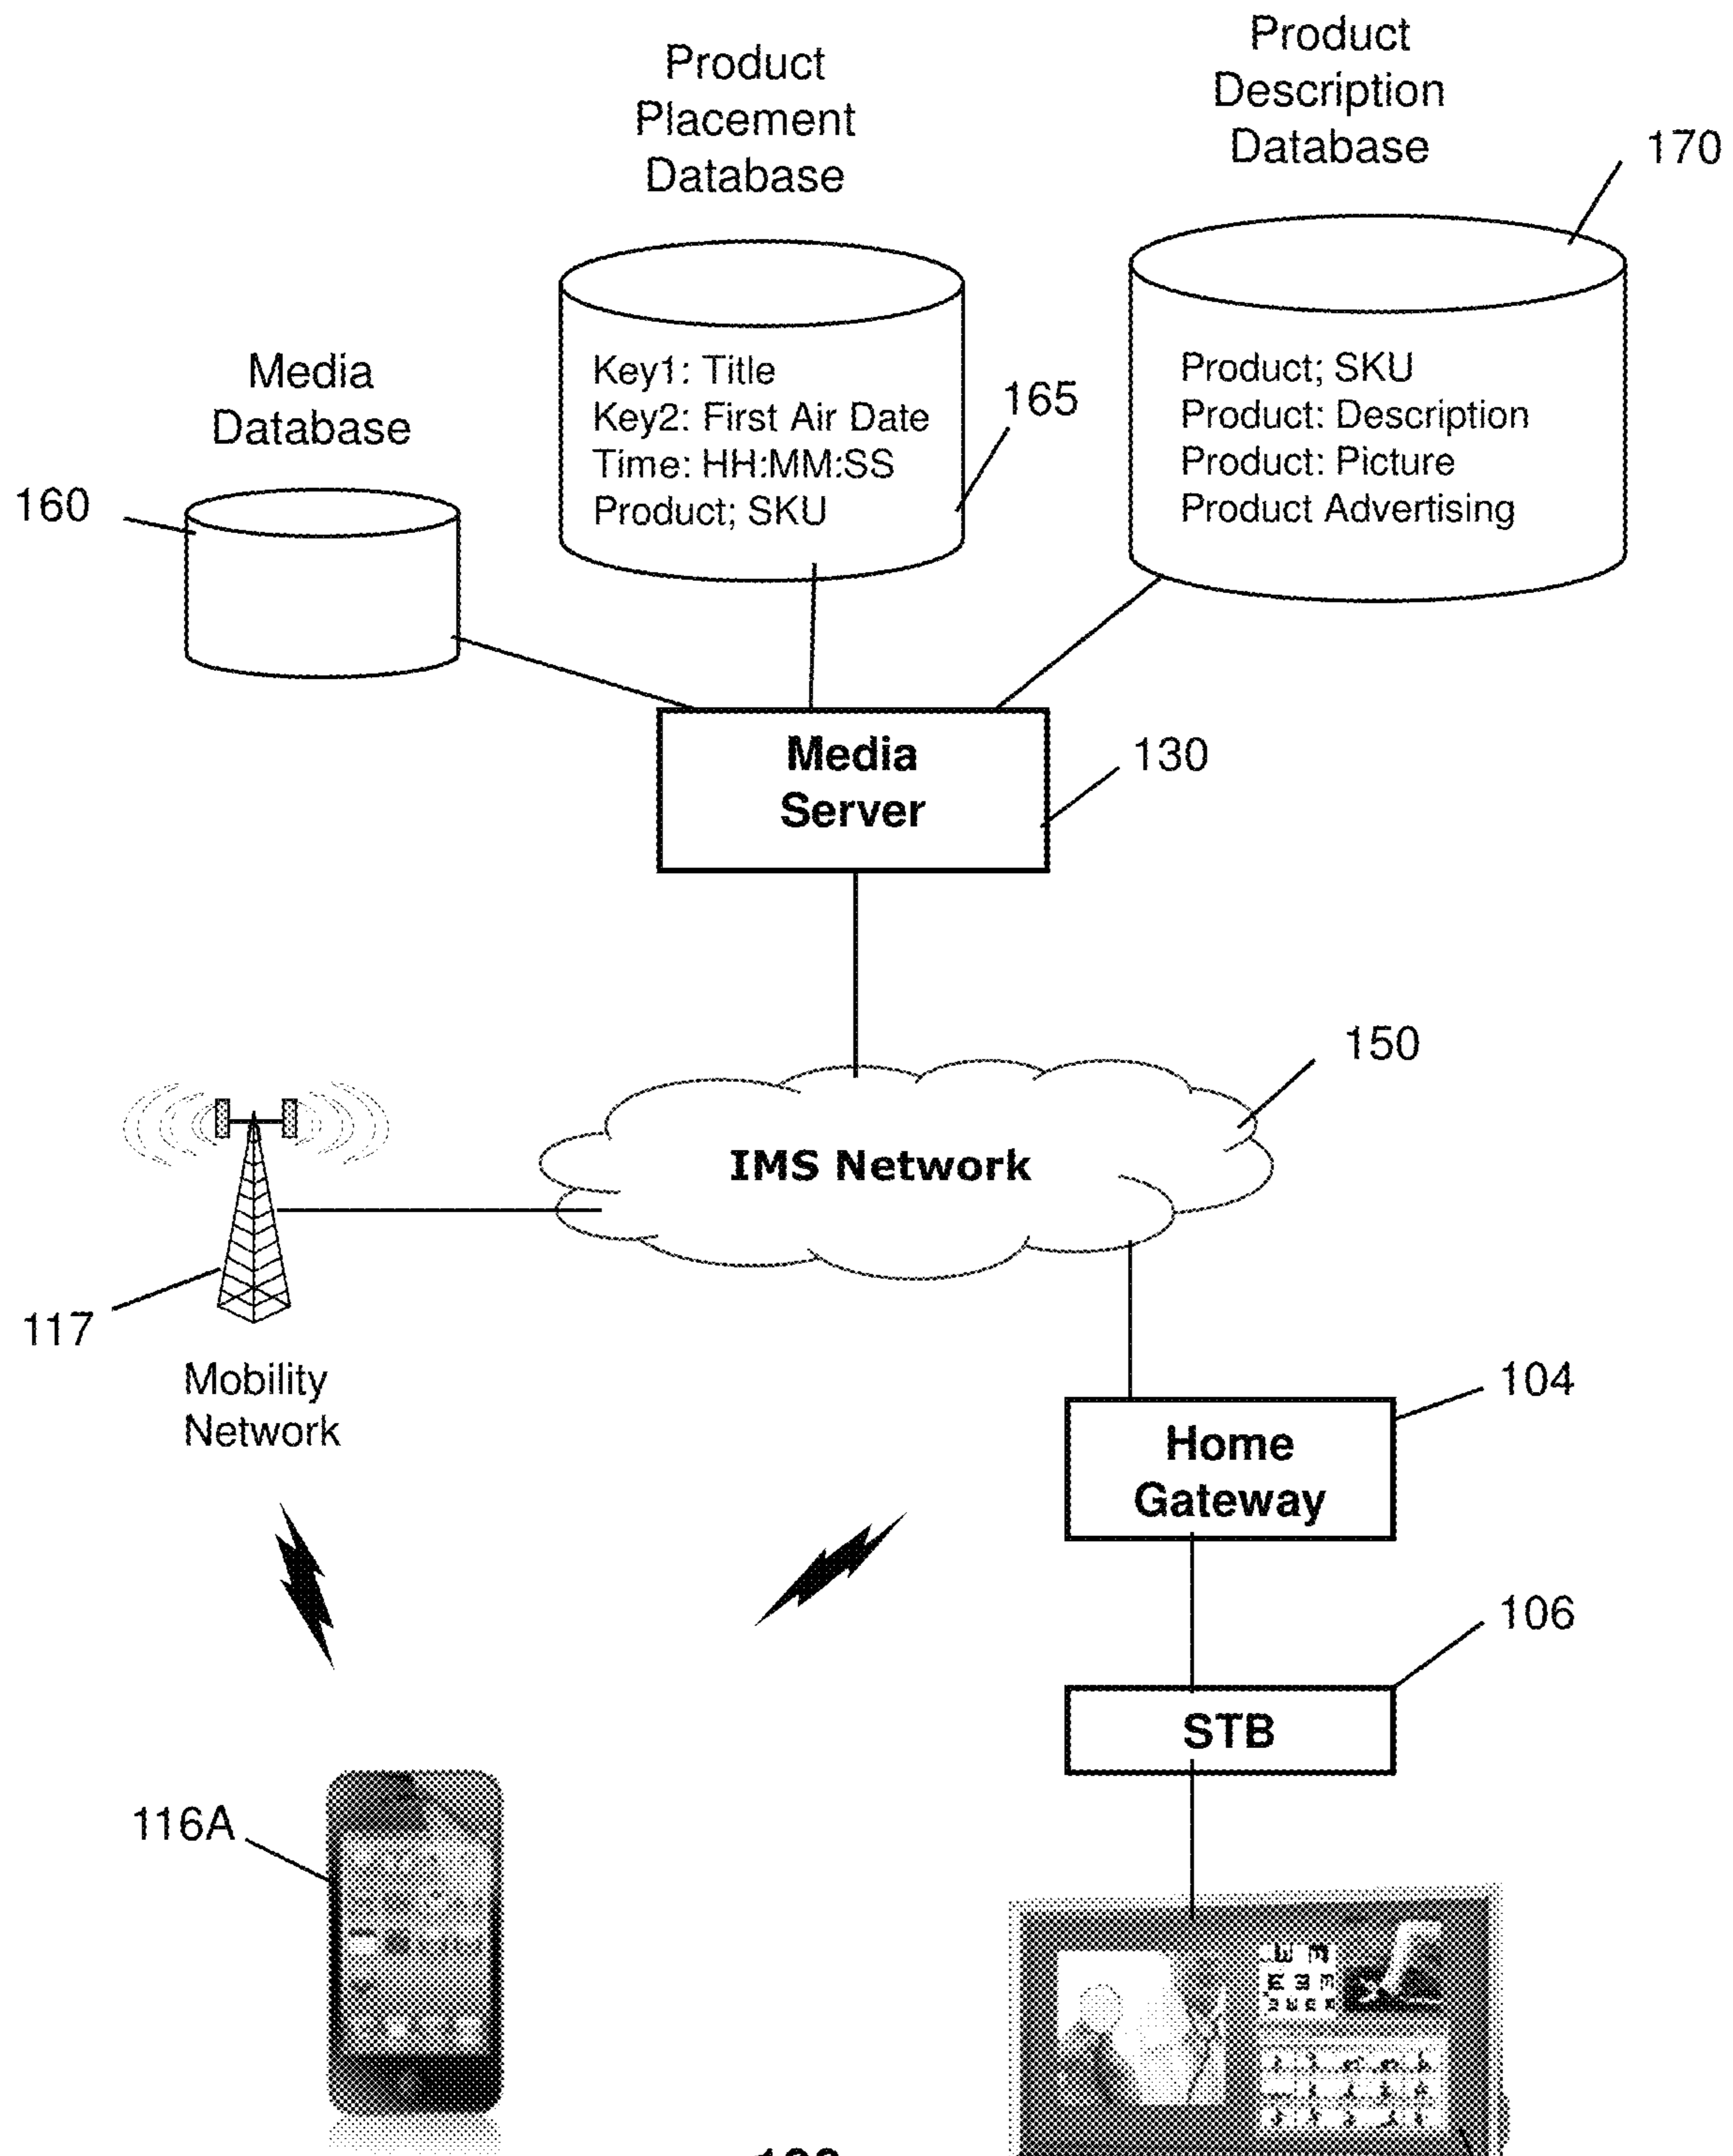 Product
Placement
Database
Product
Description
Database
170
Media
Database
160
Key1: Title
Key2: First Air Date
Time: HH:MM:SS
Product; SKU
165
Product; SKU
Product: Description
Product: Picture
Product Advertising
Media
Server
130
150
IMS Network
117
Mobility
Network
104
Home
Gateway
106
STB
116A